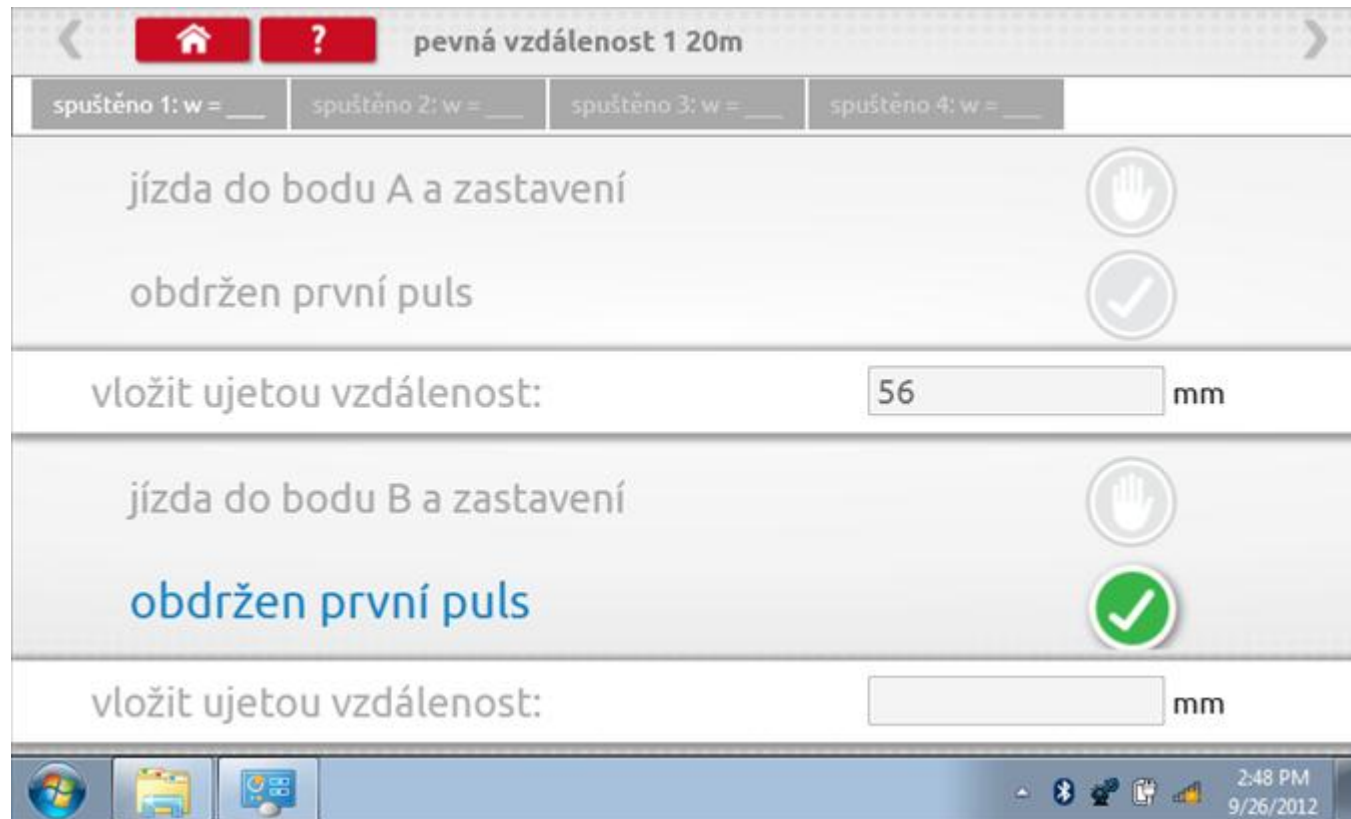 ? pevná vzdálenost 1 20m
spuštěno 1: w = ___ spuštěno 2: w = ___ spuštěno 3: w = ___ spuštěno 4: w = ___
jízda do bodu A a zastavení
obdržen první puls
vložit ujetou vzdálenost: 56 mm
jízda do bodu B a zastavení
obdržen první puls
vložit ujetou vzdálenost: mm
2:48 PM
9/26/2012